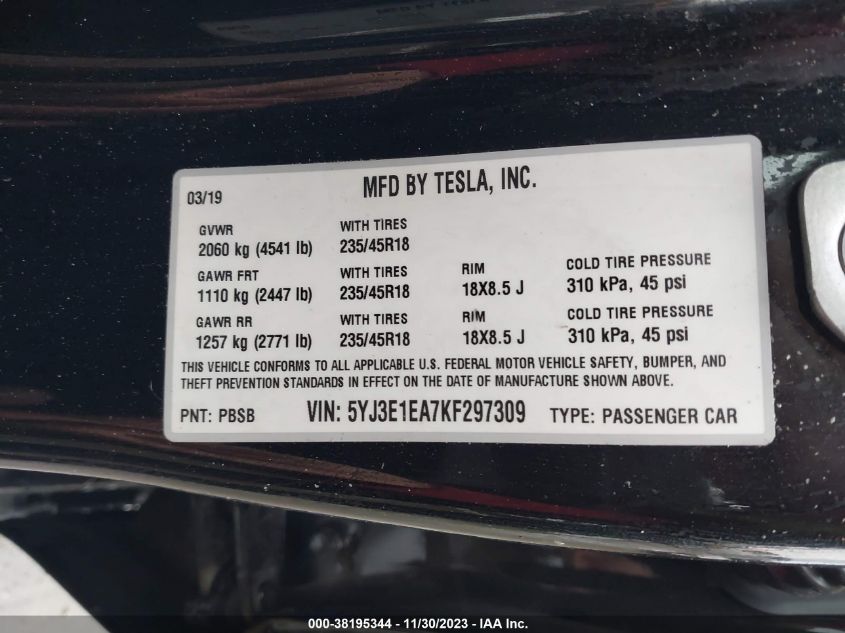 03/19 MFD BY TESLA, INC.
GVWR WITH TIRES
2060 kg (4541 lb) 235/45R18
GAWR FRT WITH TIRES RIM COLD TIRE PRESSURE
1110 kg (2447 lb) 235/45R18 18X8.5 J 310 kPa, 45 psi
GAWR RR WITH TIRES RIM COLD TIRE PRESSURE
1257 kg (2771 lb) 235/45R18 18X8.5 J 310 kPa, 45 psi
THIS VEHICLE CONFORMS TO ALL APPLICABLE U.S. FEDERAL MOTOR VEHICLE SAFETY, BUMPER, AND
THEFT PREVENTION STANDARDS IN EFFECT ON THE DATE OF MANUFACTURE SHOWN ABOVE.
PNT: PBSB VIN: 5YJ3E1EA7KF297309 TYPE: PASSENGER CAR
000-38195344 - 11/30/2023 - IAA Inc.